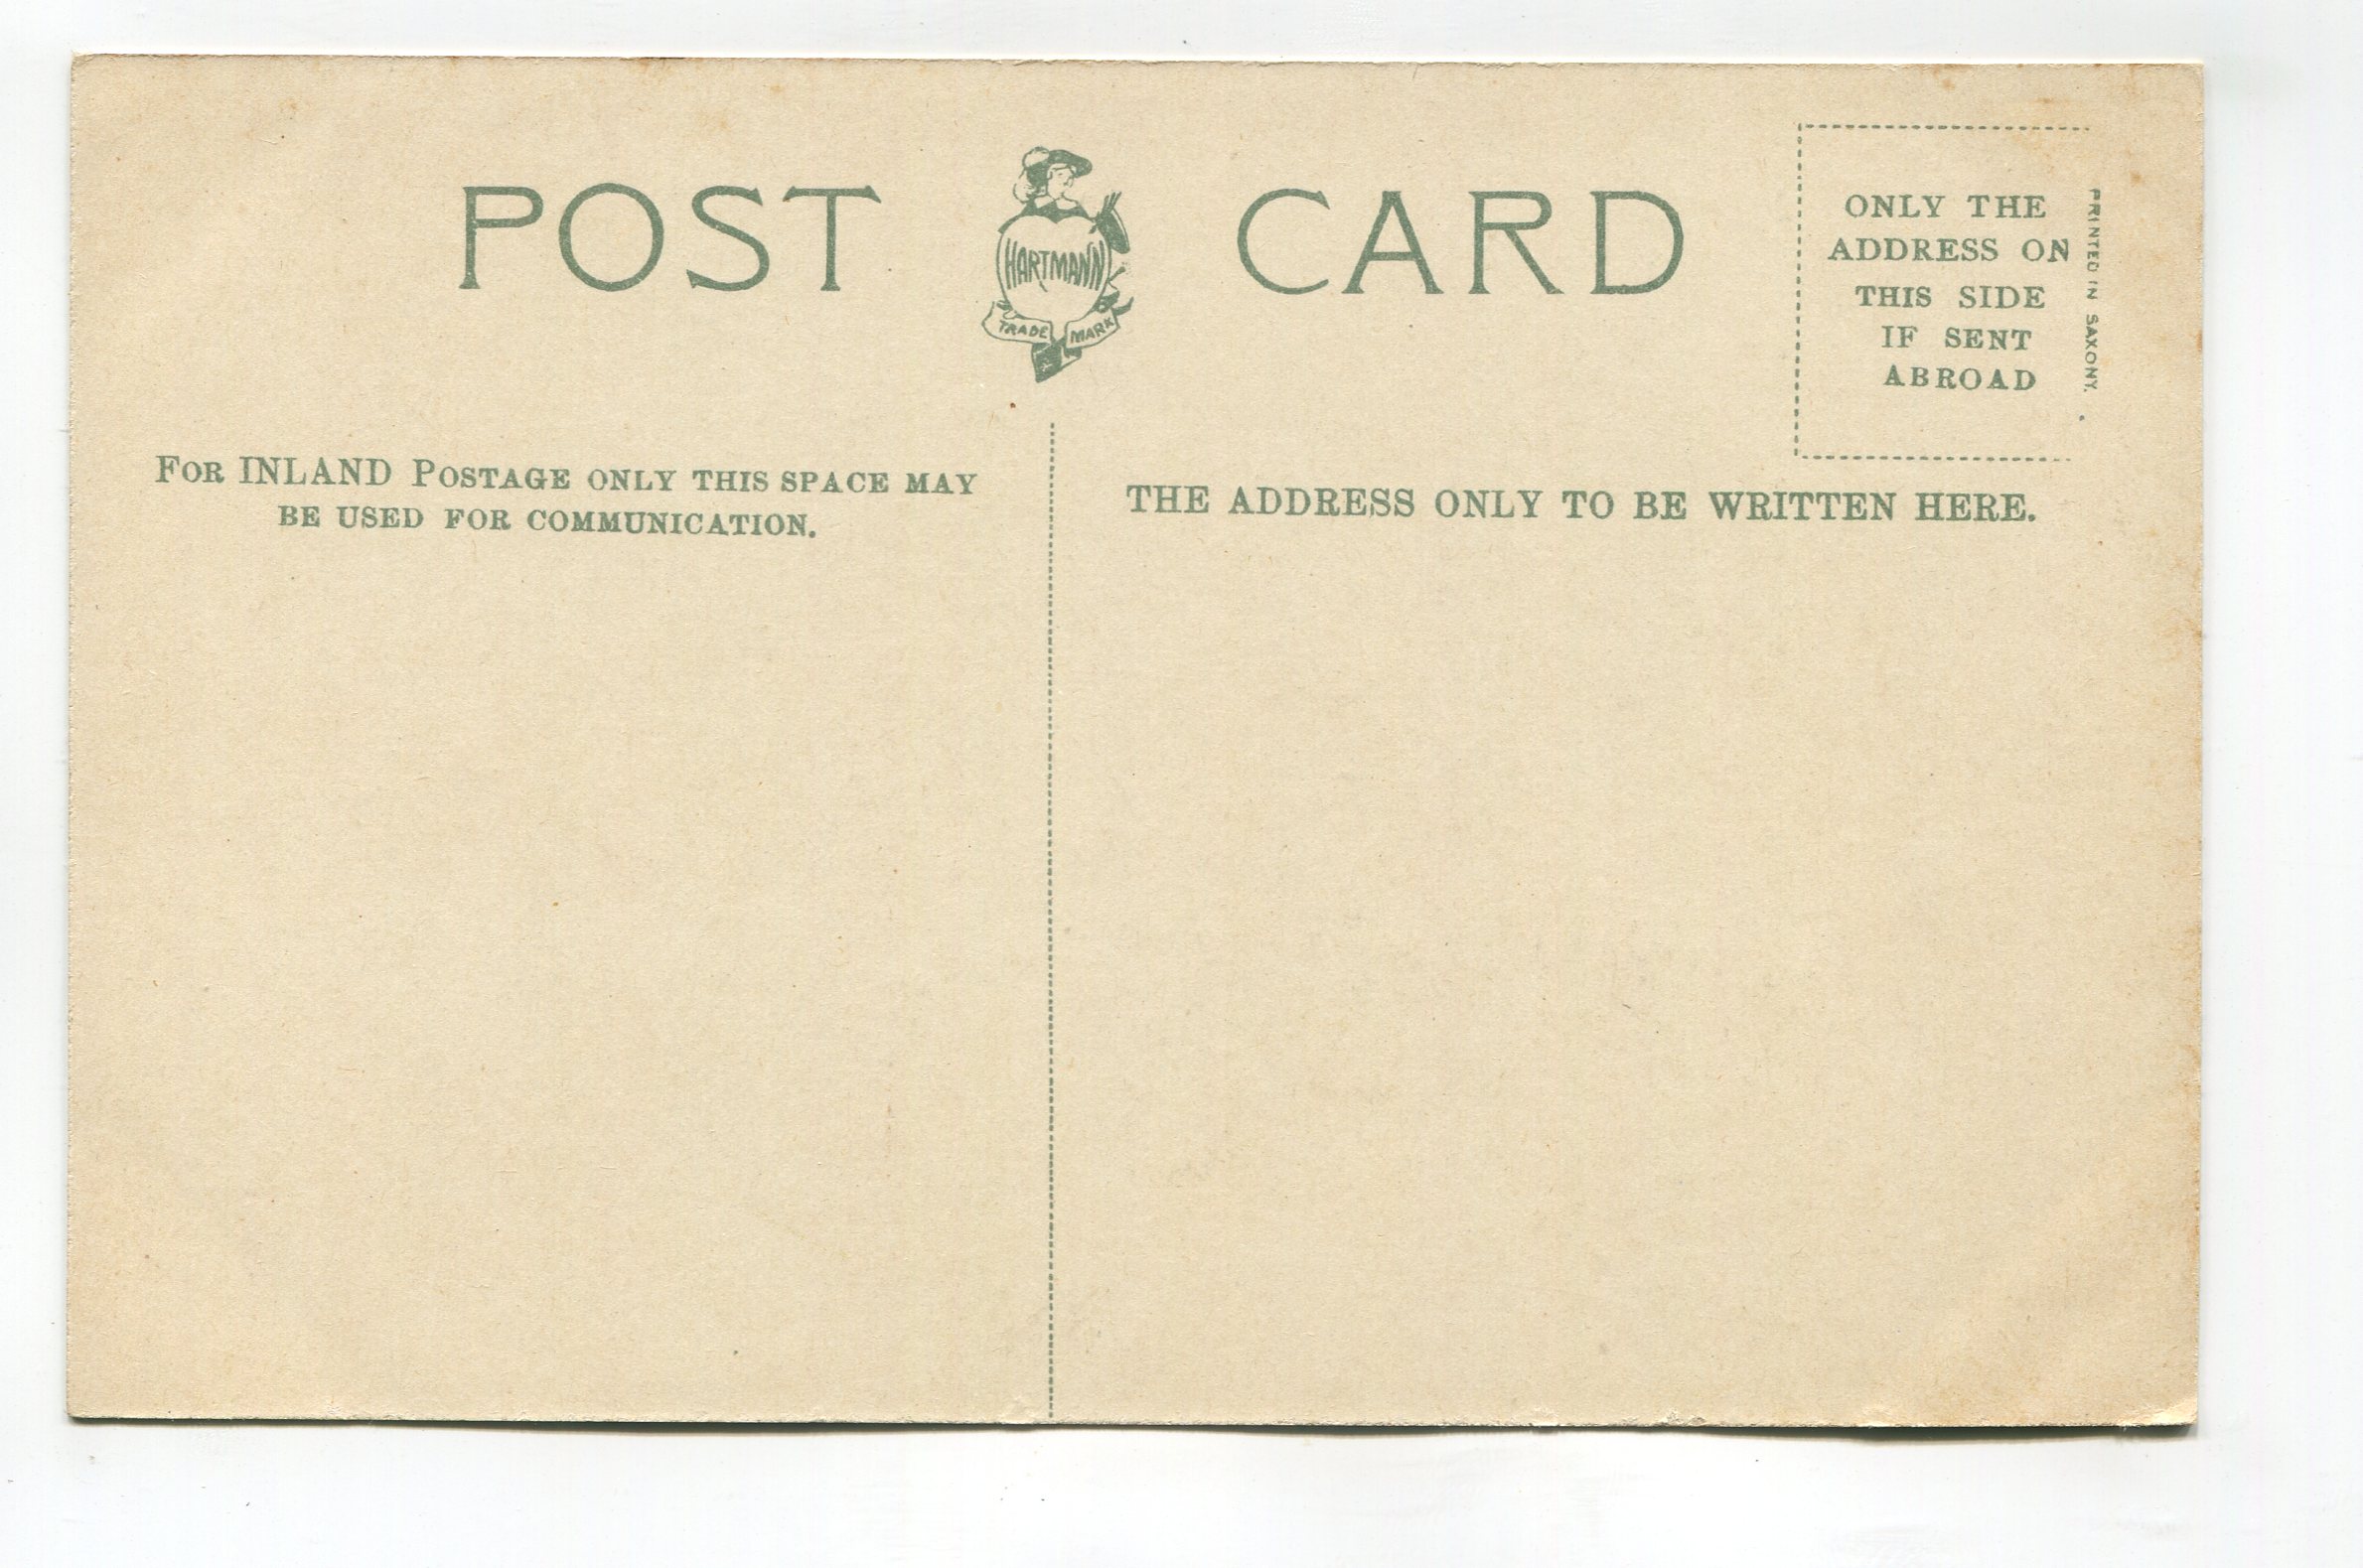 POST CARD
HARTMANN
TRADE MARK
ONLY THE
ADDRESS ON
THIS SIDE
IF SENT
ABROAD
PRINTED IN SAXONY.
FOR INLAND POSTAGE ONLY THIS SPACE MAY
BE USED FOR COMMUNICATION.
THE ADDRESS ONLY TO BE WRITTEN HERE.